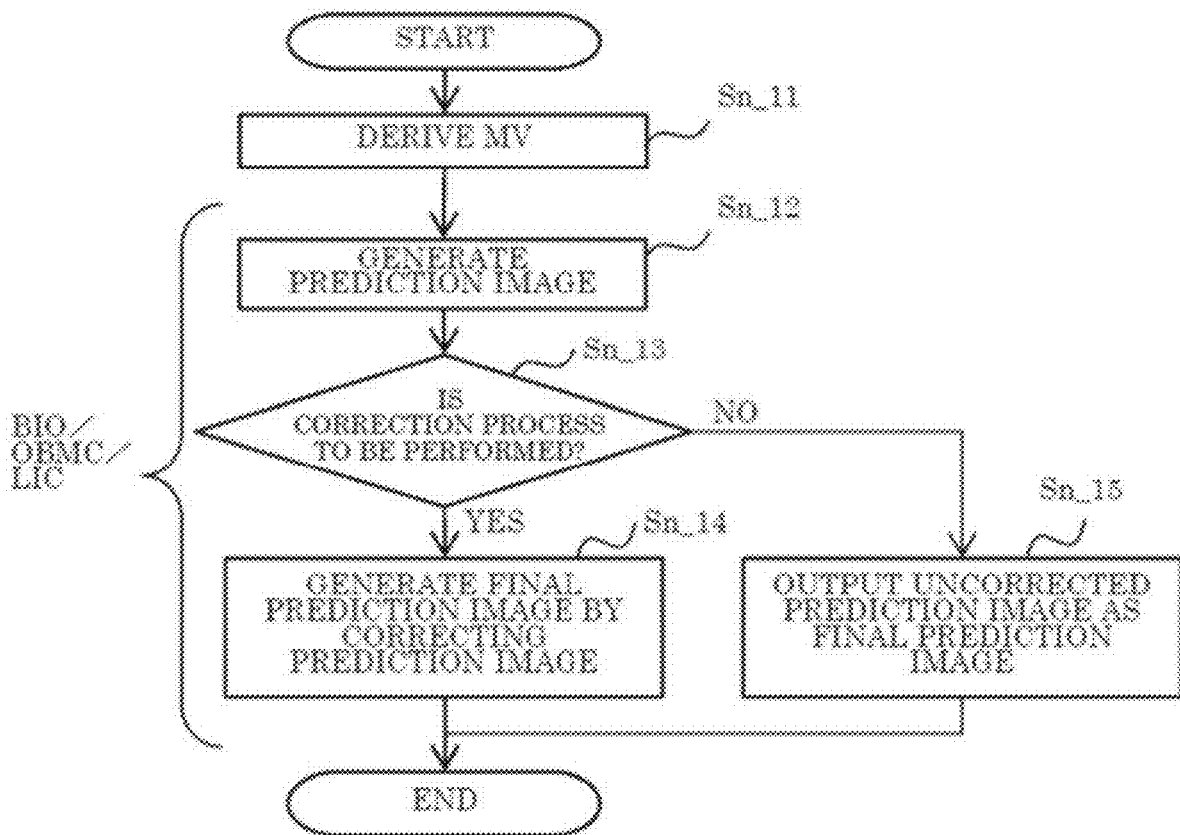 START
Sn_11
DERIVE MV
Sn_12
GENERATE
PREDICTION IMAGE
Sn_13
IS
CORRECTION PROCESS
TO BE PERFORMED?
NO
BIO/
OBMC/
LIC
YES
Sn_14
Sn_15
GENERATE FINAL
PREDICTION IMAGE BY
CORRECTING
PREDICTION IMAGE
OUTPUT UNCORRECTED
PREDICTION IMAGE AS
FINAL PREDICTION
IMAGE
END